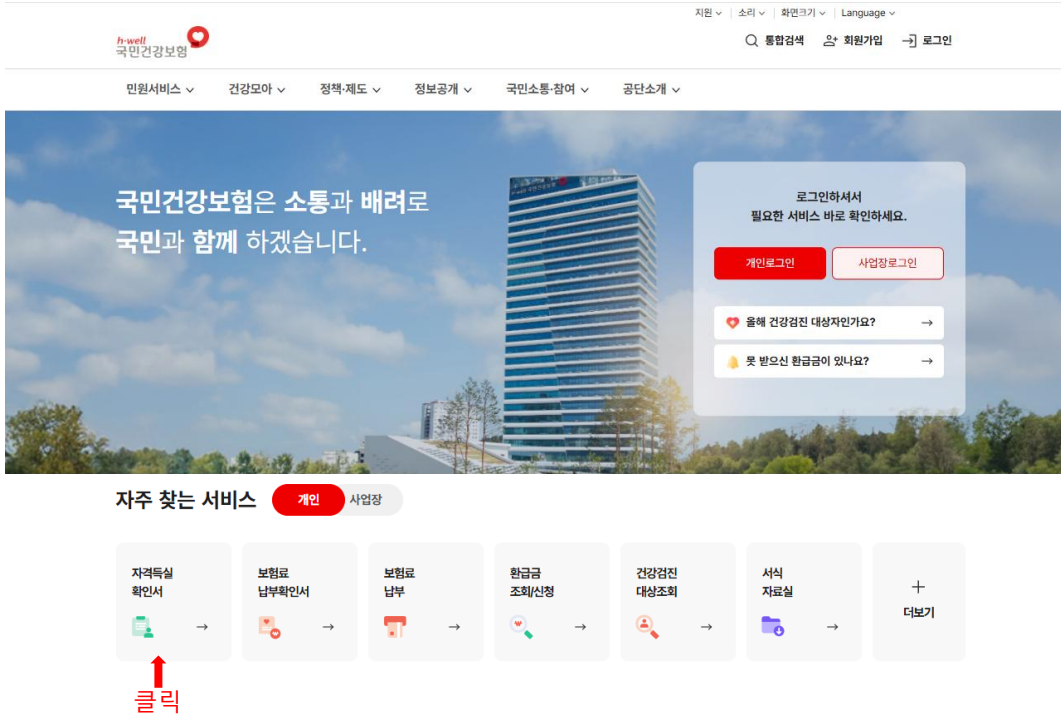 지원 소리 화면크기 Language
h·well
국민건강보험
통합검색 회원가입 로그인
민원서비스 건강모아 정책·제도 정보공개 국민소통·참여 공단소개
국민건강보험은 소통과 배려로
국민과 함께 하겠습니다.
로그인하셔서
필요한 서비스 바로 확인하세요.
개인로그인 사업장로그인
올해 건강검진 대상자인가요?
못 받으신 환급금이 있나요?
자주 찾는 서비스 개인 사업장
자격득실
확인서
보험료
납부확인서
보험료
납부
환급금
조회/신청
건강검진
대상조회
서식
자료실
더보기
클릭